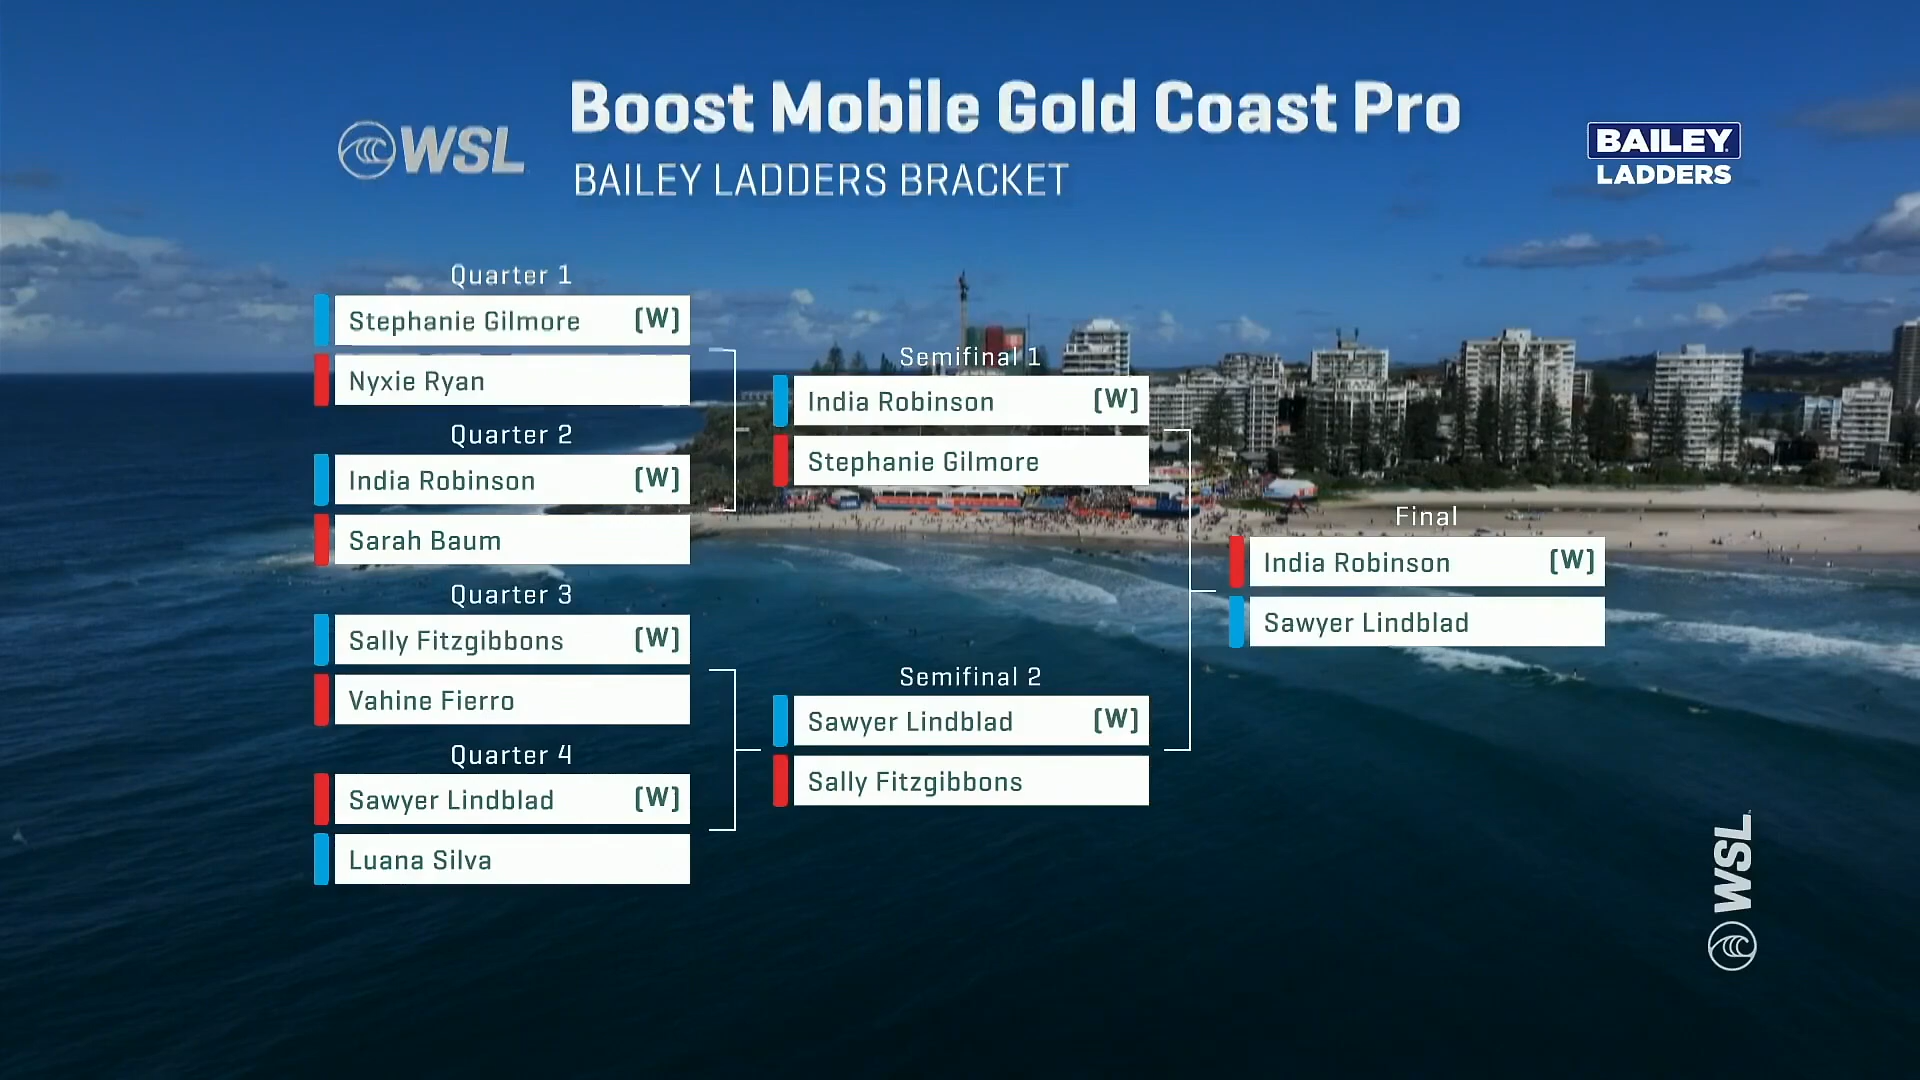 Boost Mobile Gold Coast Pro
WSL
BAILEY LADDERS BRACKET
BAILEY
LADDERS
Quarter 1
Stephanie Gilmore (W)
Nyxie Ryan
Quarter 2
India Robinson (W)
Sarah Baum
Quarter 3
Sally Fitzgibbons (W)
Vahine Fierro
Quarter 4
Sawyer Lindblad (W)
Luana Silva
Semifinal 1
India Robinson (W)
Stephanie Gilmore
Semifinal 2
Sawyer Lindblad (W)
Sally Fitzgibbons
Final
India Robinson (W)
Sawyer Lindblad
WSL